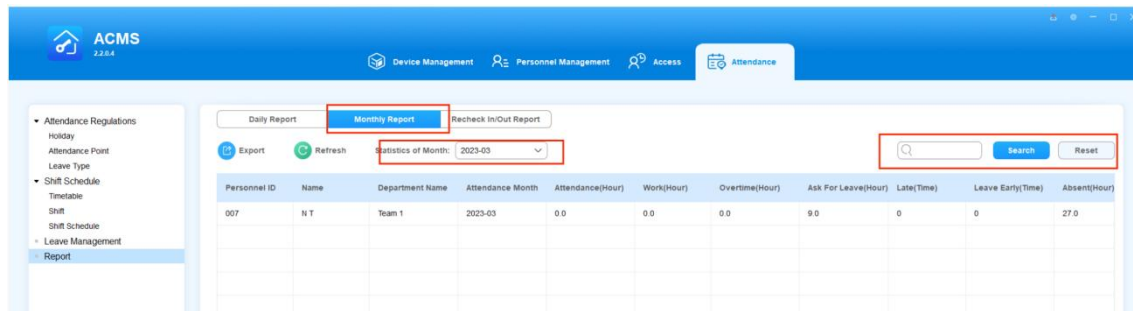 ACMS
2.2.0.4
Device Management Personnel Management Access Attendance
Attendance Regulations
Holiday
Attendance Point
Leave Type
Shift Schedule
Timetable
Shift
Shift Schedule
Leave Management
Report
Daily Report Monthly Report Recheck In/Out Report
Export Refresh Statistics of Month: 2023-03 Search Reset
Personnel ID Name Department Name Attendance Month Attendance(Hour) Work(Hour) Overtime(Hour) Ask For Leave(Hour) Late(Time) Leave Early(Time) Absent(Hour)
007 N T Team 1 2023-03 0.0 0.0 0.0 9.0 0 0 27.0